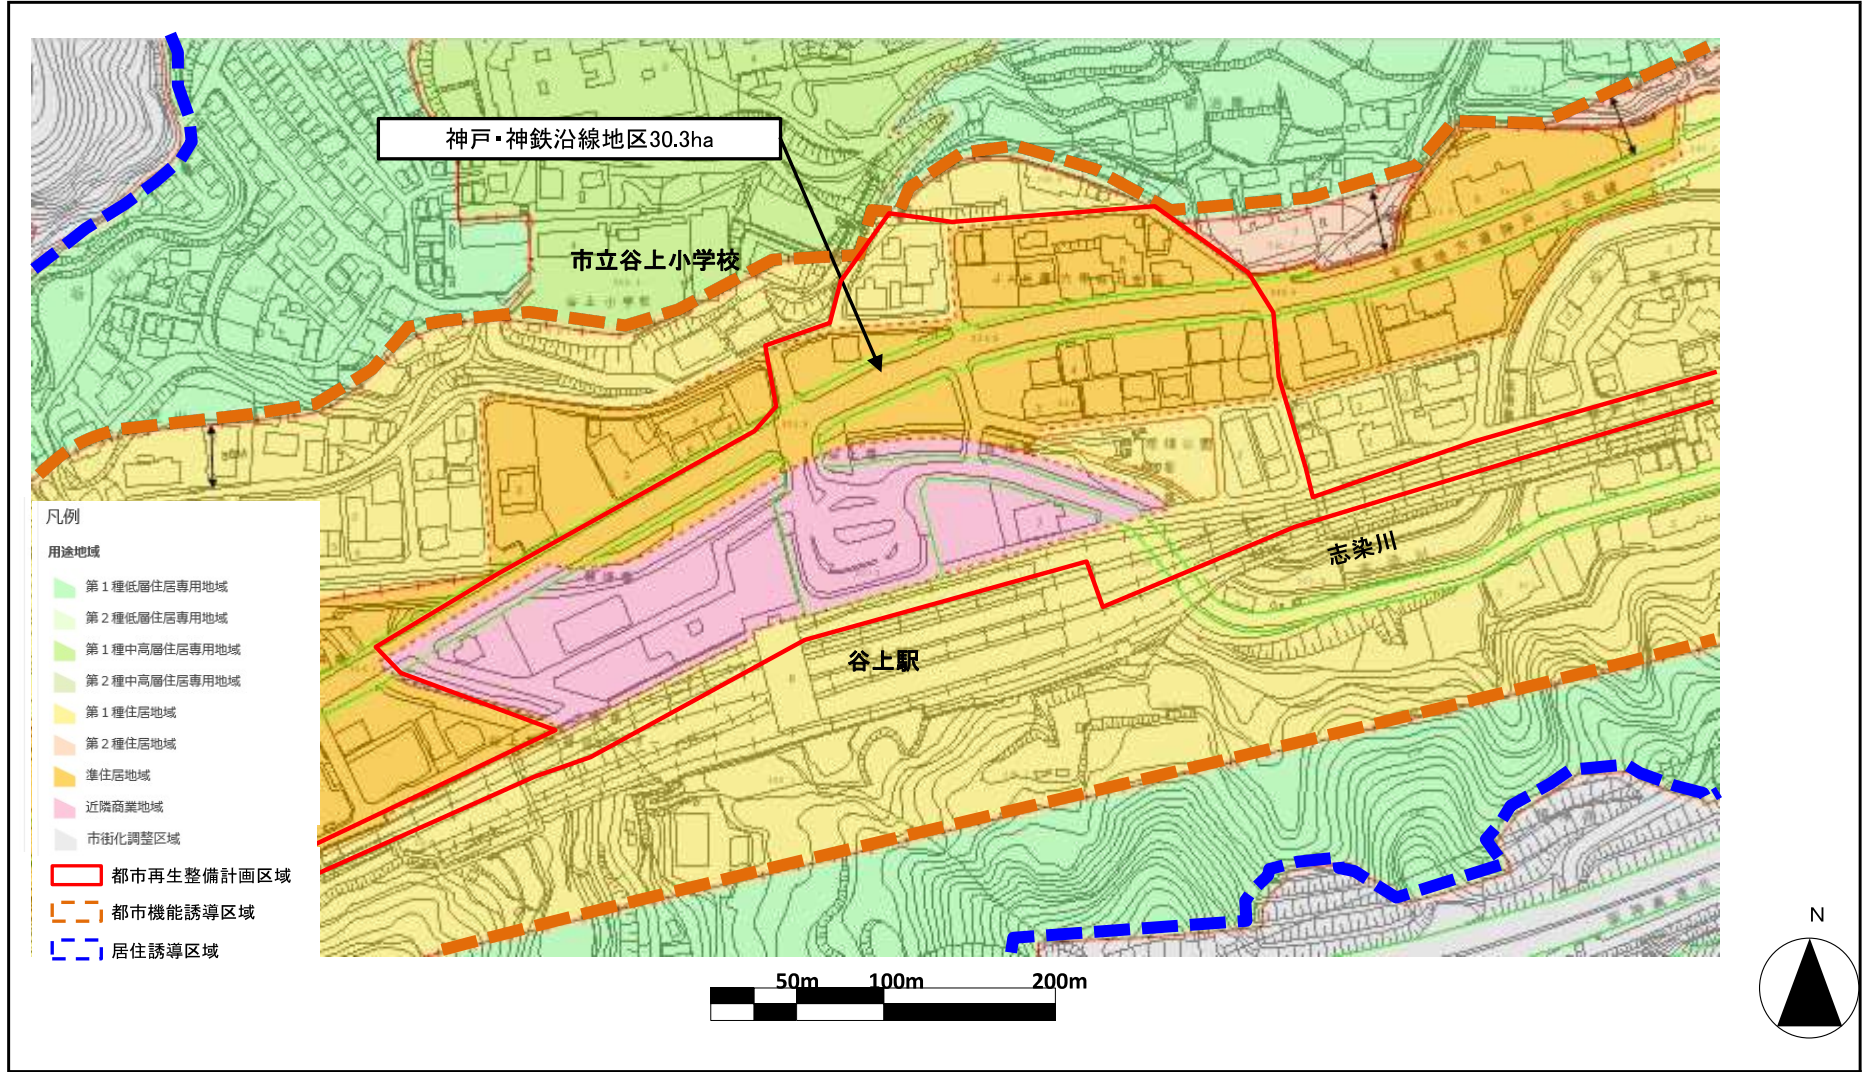 神戸・神鉄沿線地区30.3ha
市立谷上小学校
志染川
谷上駅
凡例
用途地域
第1種低層住居専用地域
第2種低層住居専用地域
第1種中高層住居専用地域
第2種中高層住居専用地域
第1種住居地域
第2種住居地域
準住居地域
近隣商業地域
市街化調整区域
都市再生整備計画区域
都市機能誘導区域
居住誘導区域
50m 100m 200m
N